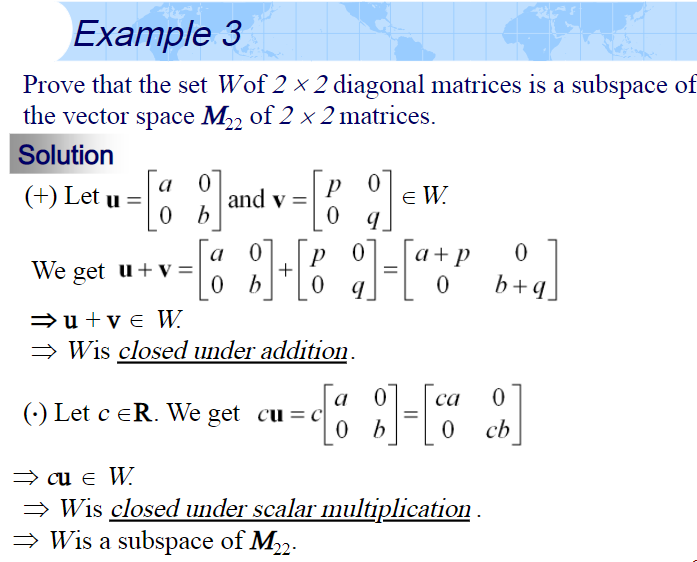 Example 3
Prove that the set W of 2 × 2 diagonal matrices is a subspace of
the vector space M₂₂ of 2 × 2 matrices.
Solution
(+) Let u = [a 0; 0 b] and v = [p 0; 0 q] ∈ W.
We get u + v = [a 0; 0 b] + [p 0; 0 q] = [a + p 0; 0 b + q]
⇒ u + v ∈ W.
⇒ W is closed under addition.
(·) Let c ∈ R. We get cu = c[a 0; 0 b] = [ca 0; 0 cb]
⇒ cu ∈ W.
⇒ W is closed under scalar multiplication .
⇒ W is a subspace of M₂₂.